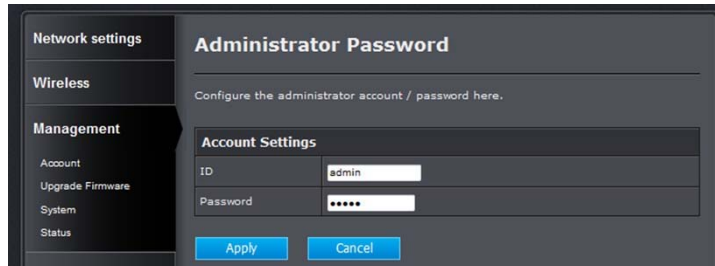 Network settings
Wireless
Management
Account
Upgrade Firmware
System
Status
Administrator Password
Configure the administrator account / password here.
Account Settings
ID admin
Password •••••
Apply Cancel